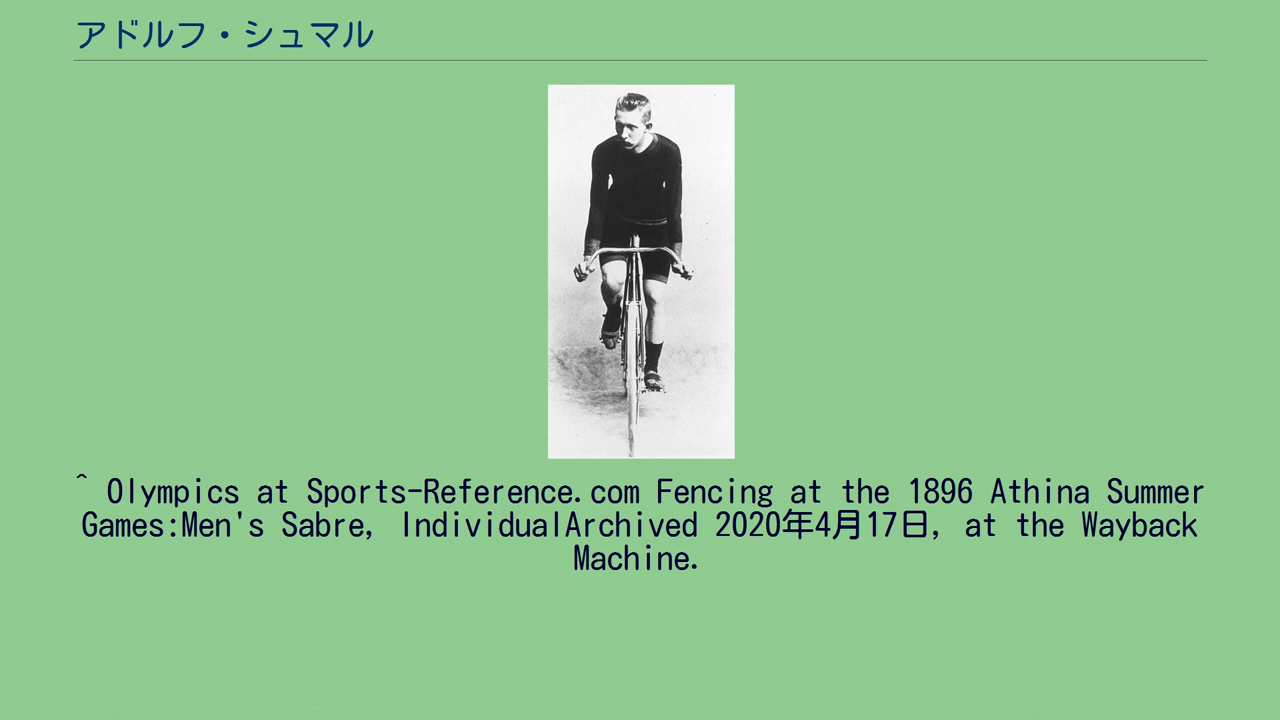 アドルフ・シュマル
^ Olympics at Sports-Reference.com Fencing at the 1896 Athina Summer
Games:Men's Sabre, IndividualArchived 2020年4月17日, at the Wayback
Machine.